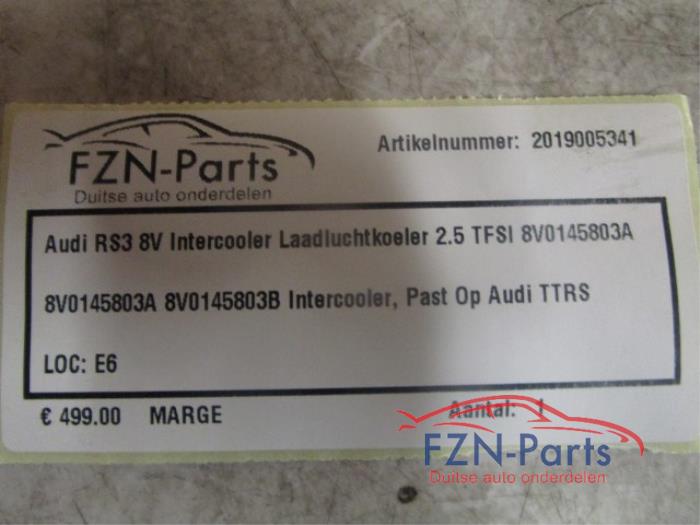 FZN-Parts
Duitse auto onderdelen
Artikelnummer: 2019005341
Audi RS3 8V Intercooler Laadluchtkoeler 2.5 TFSI 8V0145803A
8V0145803A 8V0145803B Intercooler, Past Op Audi TTRS
LOC: E6
€ 499.00 MARGE
Aantal: 1
FZN-Parts
Duitse auto onderdelen